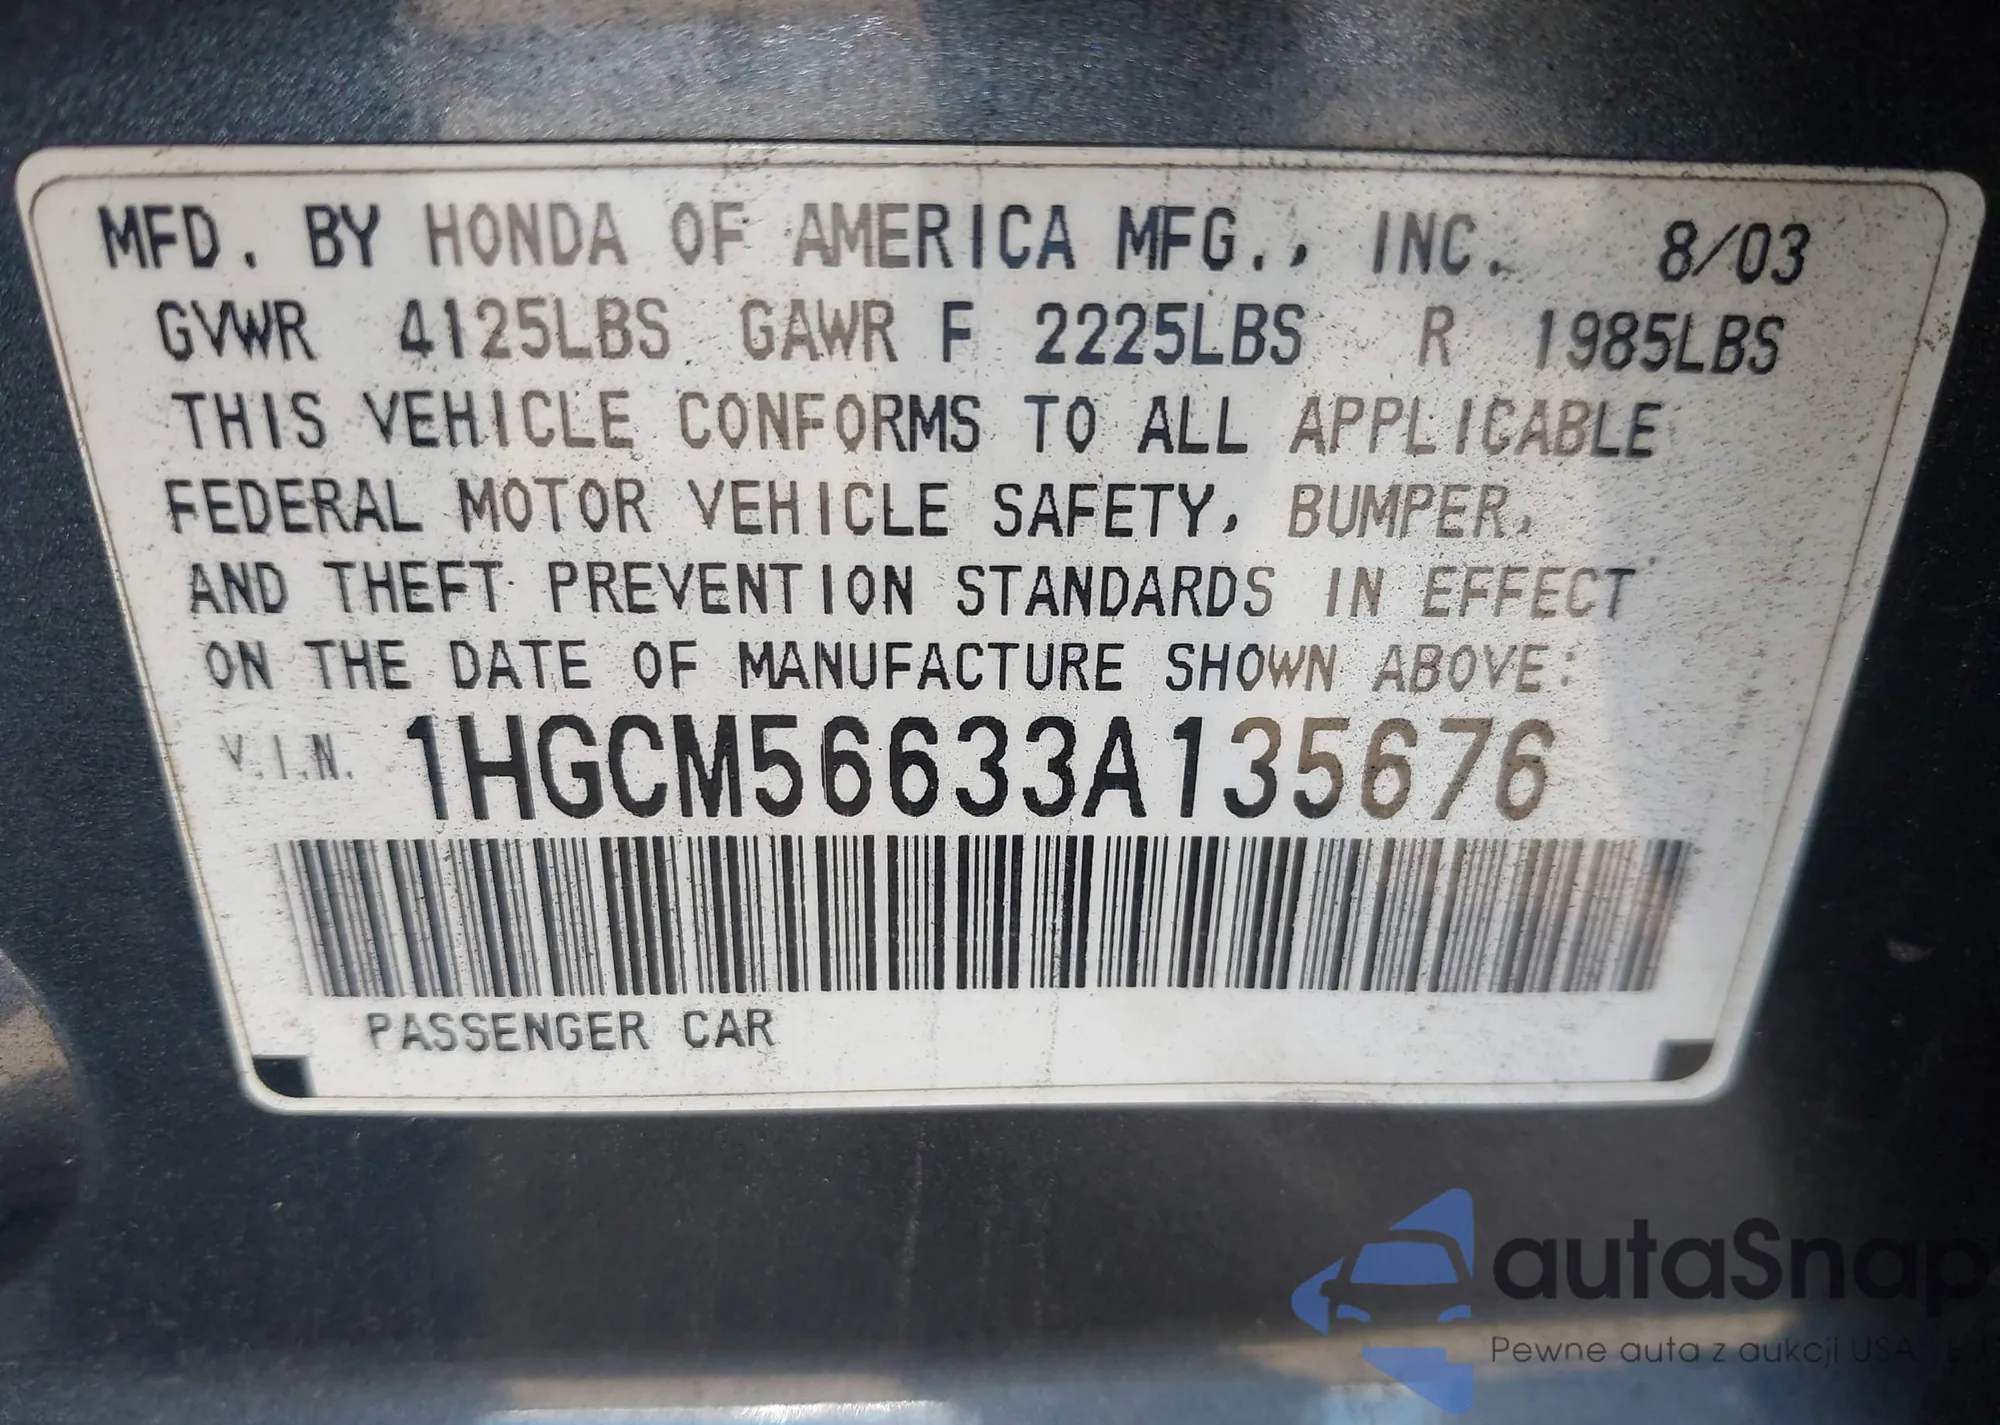 MFD. BY HONDA OF AMERICA MFG., INC. 8/03
GVWR 4125LBS GAWR F 2225LBS R 1985LBS
THIS VEHICLE CONFORMS TO ALL APPLICABLE
FEDERAL MOTOR VEHICLE SAFETY, BUMPER,
AND THEFT PREVENTION STANDARDS IN EFFECT
ON THE DATE OF MANUFACTURE SHOWN ABOVE:
V.I.N. 1HGCM56633A135676
PASSENGER CAR
autaSnap
Pewne auta z aukcji USA, EU